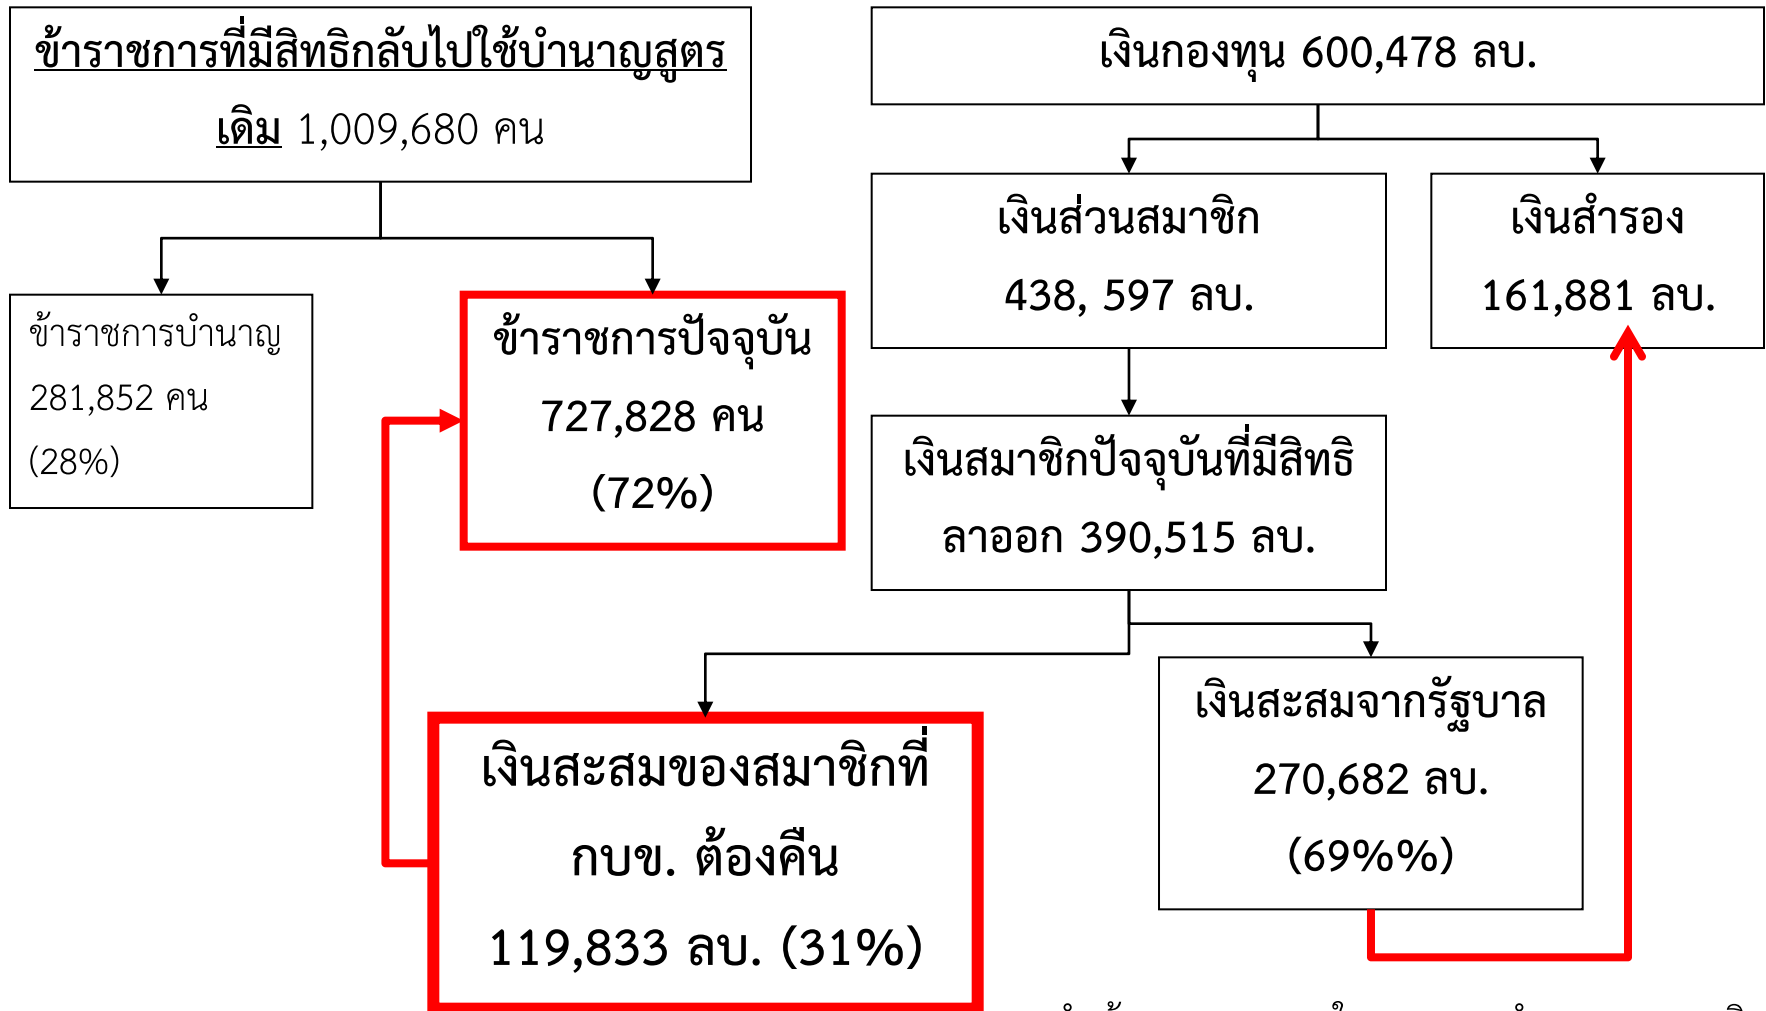 ข้าราชการที่มีสิทธิกลับไปใช้บำนาญสูตร
เดิม 1,009,680 คน
ข้าราชการบำนาญ
281,852 คน
(28%)
ข้าราชการปัจจุบัน
727,828 คน
(72%)
เงินกองทุน 600,478 ลบ.
เงินส่วนสมาชิก
438, 597 ลบ.
เงินสำรอง
161,881 ลบ.
เงินสมาชิกปัจจุบันที่มีสิทธิ
ลาออก 390,515 ลบ.
เงินสะสมของสมาชิกที่
กบข. ต้องคืน
119,833 ลบ. (31%)
เงินสะสมจากรัฐบาล
270,682 ลบ.
(69%%)